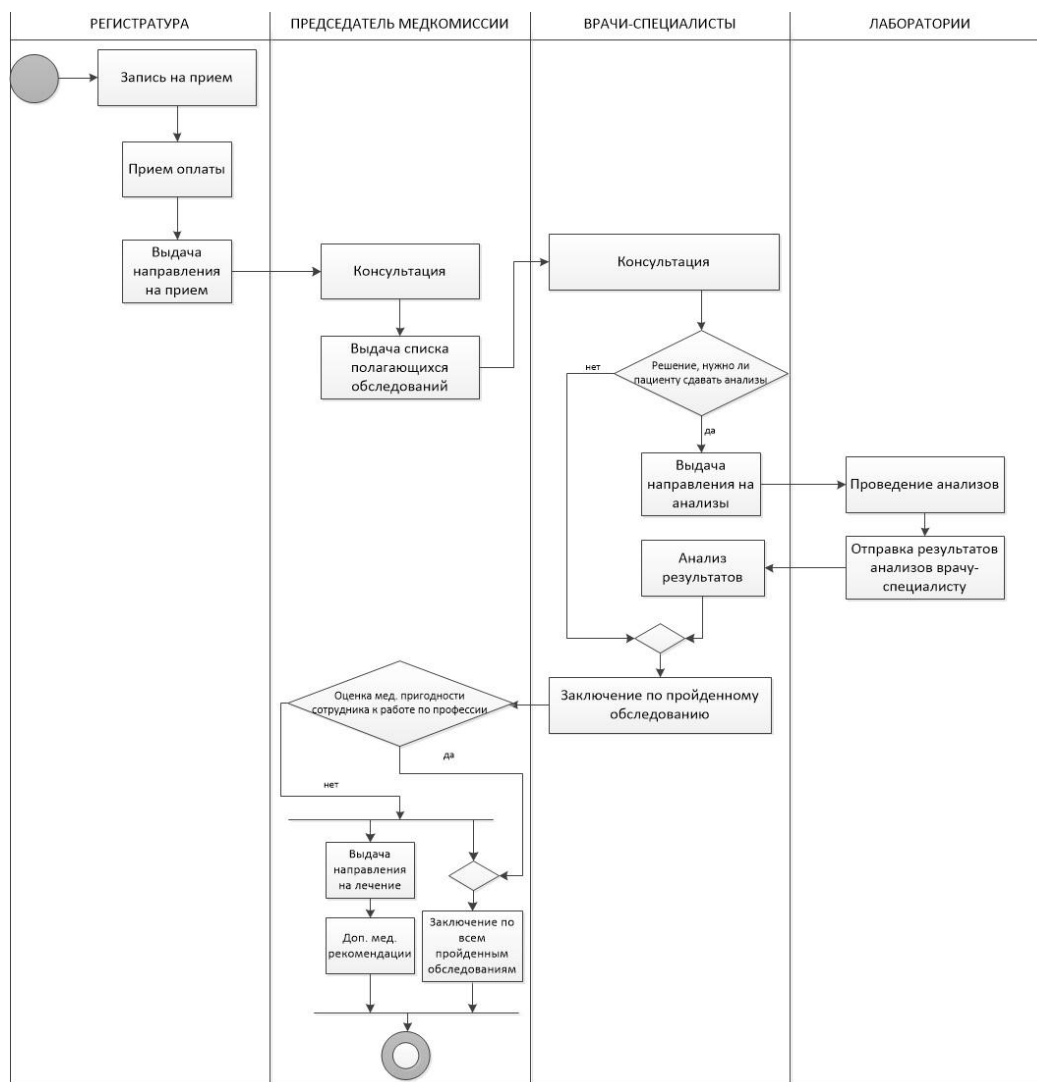 РЕГИСТРАТУРА
ПРЕДСЕДАТЕЛЬ МЕДКОМИССИИ
ВРАЧИ-СПЕЦИАЛИСТЫ
ЛАБОРАТОРИИ
Запись на прием
Прием оплаты
Выдача
направления
на прием
Консультация
Выдача списка
полагающихся
обследований
Консультация
Решение, нужно ли
пациенту сдавать анализы
нет
да
Выдача
направления на
анализы
Проведение анализов
Отправка результатов
анализов врачу-
специалисту
Анализ
результатов
Заключение по пройденному
обследованию
Оценка мед. пригодности
сотрудника к работе по профессии
да
нет
Выдача
направления
на лечение
Доп. мед.
рекомендации
Заключение по
всем
пройденным
обследованиям